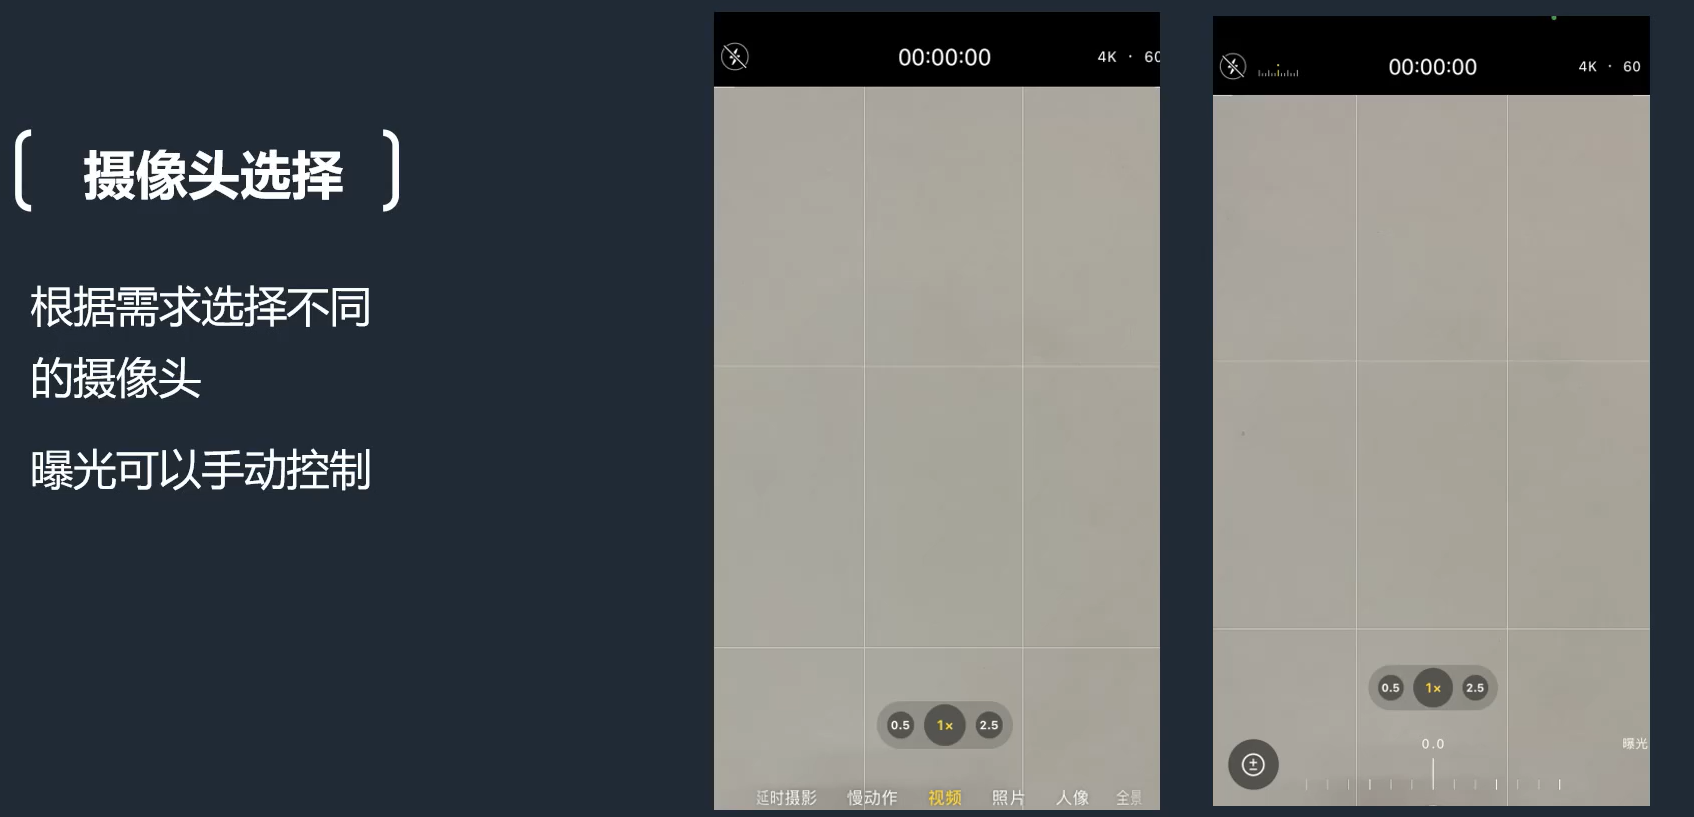 摄像头选择
根据需求选择不同
的摄像头
曝光可以手动控制
00:00:00
4K · 60
0.5 1× 2.5
延时摄影 慢动作 视频 照片 人像 全景
00:00:00
4K · 60
0.5 1× 2.5
0.0
曝光